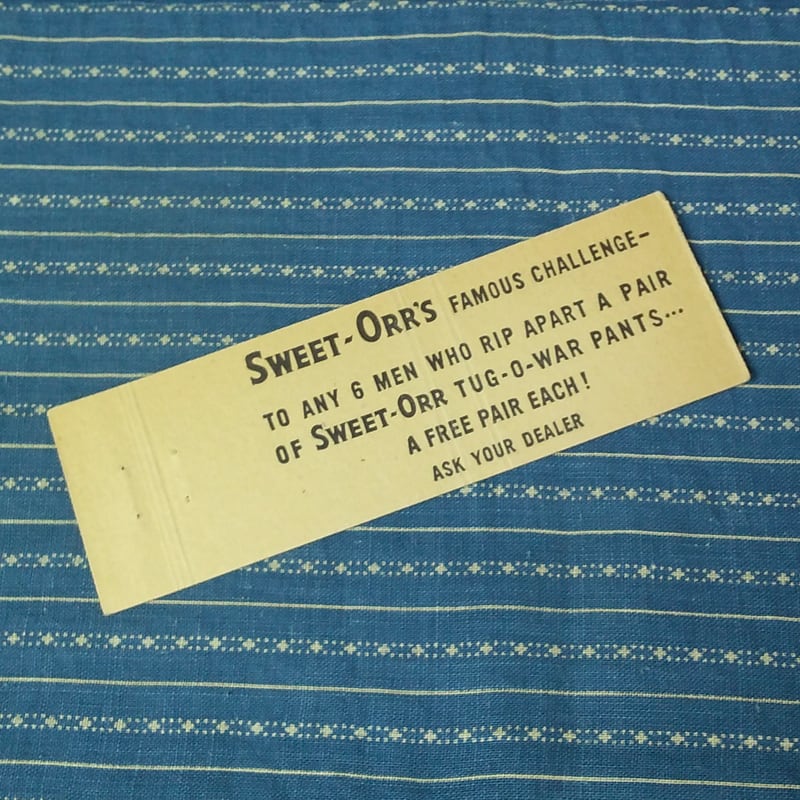 SWEET-ORR'S FAMOUS CHALLENGE-
TO ANY 6 MEN WHO RIP APART A PAIR
OF SWEET-ORR TUG-O-WAR PANTS...
A FREE PAIR EACH!
ASK YOUR DEALER